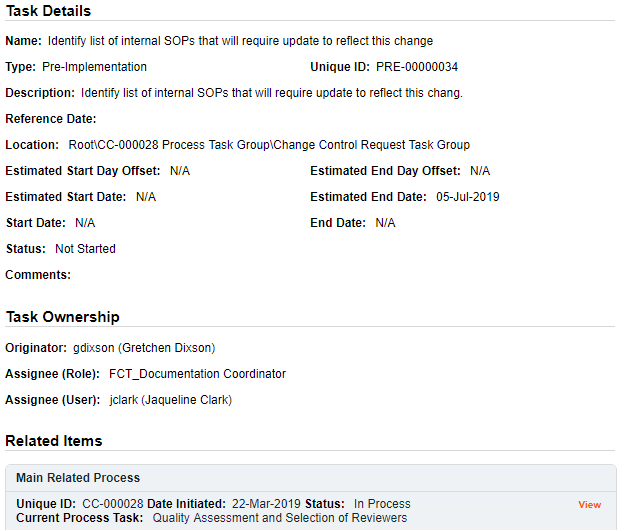 Task Details
Name: Identify list of internal SOPs that will require update to reflect this change
Type: Pre-Implementation Unique ID: PRE-00000034
Description: Identify list of internal SOPs that will require update to reflect this chang.
Reference Date:
Location: Root\CC-000028 Process Task Group\Change Control Request Task Group
Estimated Start Day Offset: N/A Estimated End Day Offset: N/A
Estimated Start Date: N/A Estimated End Date: 05-Jul-2019
Start Date: N/A End Date: N/A
Status: Not Started
Comments:
Task Ownership
Originator: gdixson (Gretchen Dixson)
Assignee (Role): FCT_Documentation Coordinator
Assignee (User): jclark (Jaqueline Clark)
Related Items
Main Related Process
Unique ID: CC-000028 Date Initiated: 22-Mar-2019 Status: In Process View
Current Process Task: Quality Assessment and Selection of Reviewers